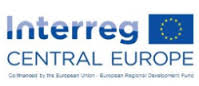 Interreg
CENTRAL EUROPE
Co-financed by the European Union - European Regional Development Fund